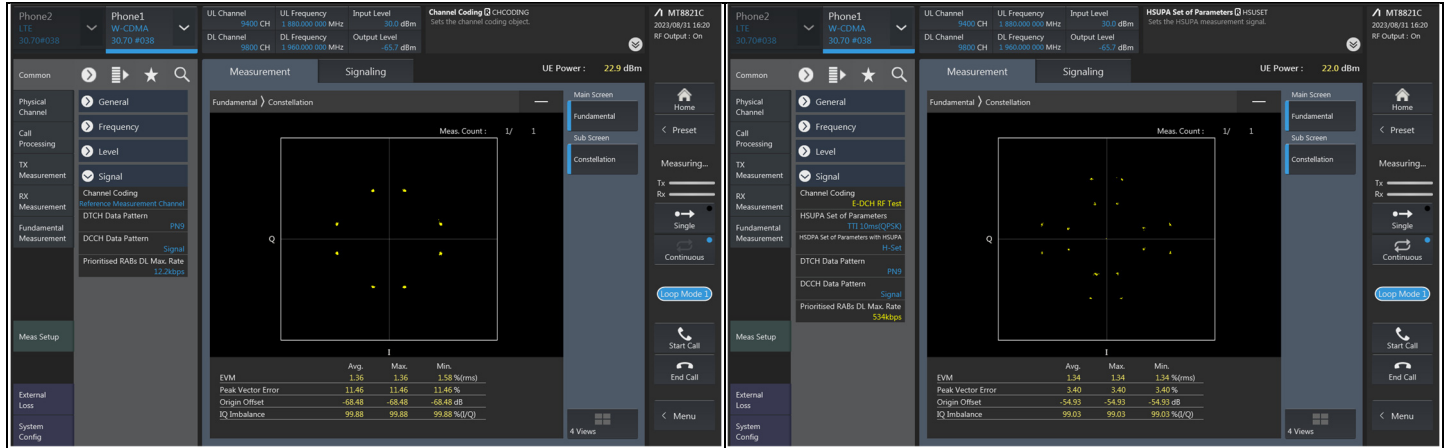 Phone2
LTE
30.70#038
Phone1
W-CDMA
30.70 #038
UL Channel
9400 CH
UL Frequency
1 880.000 000 MHz
Input Level
30.0 dBm
DL Channel
9800 CH
DL Frequency
1 960.000 000 MHz
Output Level
-65.7 dBm
Channel Coding CHCODING
Sets the channel coding object.
MT8821C
2023/08/31 16:20
RF Output : On
Common
Physical
Channel
Call
Processing
TX
Measurement
RX
Measurement
Fundamental
Measurement
Meas Setup
External
Loss
System
Config
General
Frequency
Level
Signal
Channel Coding
Reference Measurement Channel
DTCH Data Pattern
PN9
DCCH Data Pattern
Signal
Prioritised RABs DL Max. Rate
12.2kbps
Measurement
Signaling
UE Power : 22.9 dBm
Fundamental 〉 Constellation
Meas. Count : 1/ 1
Q
I
Avg. Max. Min.
EVM 1.36 1.36 1.58 %(rms)
Peak Vector Error 11.46 11.46 11.46 %
Origin Offset -68.48 -68.48 -68.48 dB
IQ Imbalance 99.88 99.88 99.88 %(I/Q)
Main Screen
Fundamental
Sub Screen
Constellation
4 Views
Home
< Preset
Measuring...
Tx
Rx
Single
Continuous
Loop Mode 1
Start Call
End Call
< Menu
Phone2
LTE
30.70#038
Phone1
W-CDMA
30.70 #038
UL Channel
9400 CH
UL Frequency
1 880.000 000 MHz
Input Level
30.0 dBm
DL Channel
9800 CH
DL Frequency
1 960.000 000 MHz
Output Level
-65.7 dBm
HSUPA Set of Parameters HSUSET
Sets the HSUPA measurement signal.
MT8821C
2023/08/31 16:20
RF Output : On
Common
Physical
Channel
Call
Processing
TX
Measurement
RX
Measurement
Fundamental
Measurement
Meas Setup
External
Loss
System
Config
General
Frequency
Level
Signal
Channel Coding
E-DCH RF Test
HSUPA Set of Parameters
TTI 10ms(QPSK)
HSDPA Set of Parameters with HSUPA
H-Set
DTCH Data Pattern
PN9
DCCH Data Pattern
Signal
Prioritised RABs DL Max. Rate
534kbps
Measurement
Signaling
UE Power : 22.0 dBm
Fundamental 〉 Constellation
Meas. Count : 1/ 1
Q
I
Avg. Max. Min.
EVM 1.34 1.34 1.34 %(rms)
Peak Vector Error 3.40 3.40 3.40 %
Origin Offset -54.93 -54.93 -54.93 dB
IQ Imbalance 99.03 99.03 99.03 %(I/Q)
Main Screen
Fundamental
Sub Screen
Constellation
4 Views
Home
< Preset
Measuring...
Tx
Rx
Single
Continuous
Loop Mode 1
Start Call
End Call
< Menu